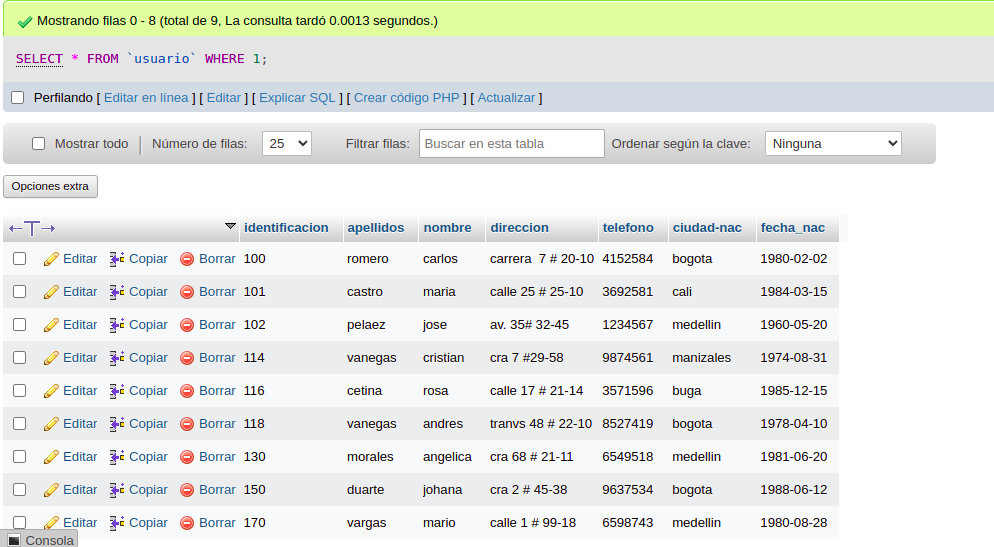 Mostrando filas 0 - 8 (total de 9, La consulta tardó 0.0013 segundos.)
SELECT * FROM `usuario` WHERE 1;
Perfilando [ Editar en línea ] [ Editar ] [ Explicar SQL ] [ Crear código PHP ] [ Actualizar ]
Mostrar todo Número de filas: 25 Filtrar filas: Buscar en esta tabla Ordenar según la clave: Ninguna
Opciones extra
←T→ identificacion apellidos nombre direccion telefono ciudad-nac fecha_nac
Editar Copiar Borrar 100 romero carlos carrera 7 # 20-10 4152584 bogota 1980-02-02
Editar Copiar Borrar 101 castro maria calle 25 # 25-10 3692581 cali 1984-03-15
Editar Copiar Borrar 102 pelaez jose av. 35# 32-45 1234567 medellin 1960-05-20
Editar Copiar Borrar 114 vanegas cristian cra 7 #29-58 9874561 manizales 1974-08-31
Editar Copiar Borrar 116 cetina rosa calle 17 # 21-14 3571596 buga 1985-12-15
Editar Copiar Borrar 118 vanegas andres tranvs 48 # 22-10 8527419 bogota 1978-04-10
Editar Copiar Borrar 130 morales angelica cra 68 # 21-11 6549518 medellin 1981-06-20
Editar Copiar Borrar 150 duarte johana cra 2 # 45-38 9637534 bogota 1988-06-12
Editar Copiar Borrar 170 vargas mario calle 1 # 99-18 6598743 medellin 1980-08-28
Consola